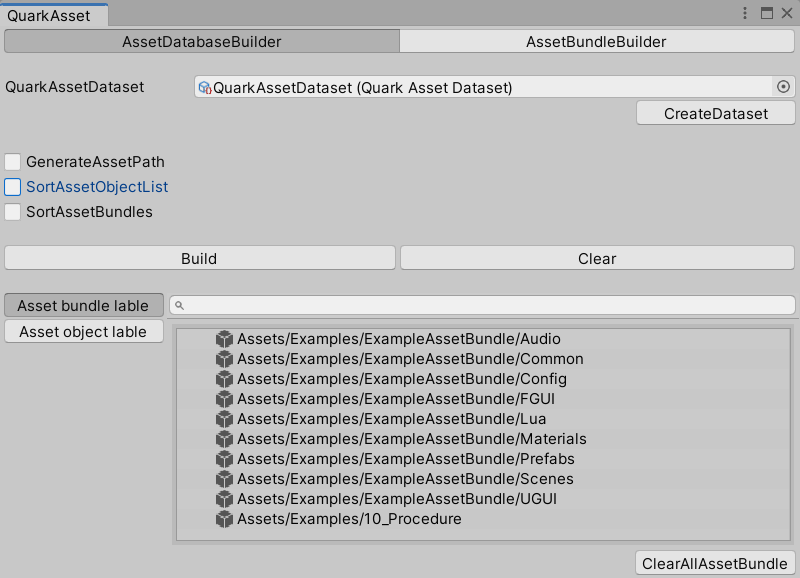 QuarkAsset
AssetDatabaseBuilder AssetBundleBuilder
QuarkAssetDataset QuarkAssetDataset (Quark Asset Dataset)
CreateDataset
GenerateAssetPath
SortAssetObjectList
SortAssetBundles
Build Clear
Asset bundle lable
Asset object lable
Assets/Examples/ExampleAssetBundle/Audio
Assets/Examples/ExampleAssetBundle/Common
Assets/Examples/ExampleAssetBundle/Config
Assets/Examples/ExampleAssetBundle/FGUI
Assets/Examples/ExampleAssetBundle/Lua
Assets/Examples/ExampleAssetBundle/Materials
Assets/Examples/ExampleAssetBundle/Prefabs
Assets/Examples/ExampleAssetBundle/Scenes
Assets/Examples/ExampleAssetBundle/UGUI
Assets/Examples/10_Procedure
ClearAllAssetBundle